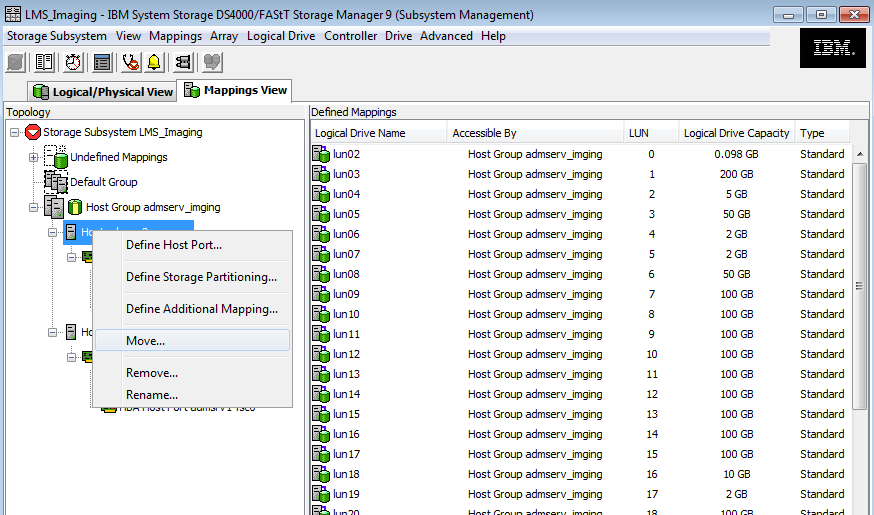 LMS_Imaging - IBM System Storage DS4000/FAStT Storage Manager 9 (Subsystem Management)
Storage Subsystem View Mappings Array Logical Drive Controller Drive Advanced Help
IBM.
Logical/Physical View Mappings View
Topology
Storage Subsystem LMS_Imaging
Undefined Mappings
Default Group
Host Group admserv_imging
Define Host Port...
Define Storage Partitioning...
Define Additional Mapping...
Move...
Remove...
Rename...
HBA Host Port
Defined Mappings
Logical Drive Name Accessible By LUN Logical Drive Capacity Type
lun02 Host Group admserv_imging 0 0.098 GB Standard
lun03 Host Group admserv_imging 1 200 GB Standard
lun04 Host Group admserv_imging 2 5 GB Standard
lun05 Host Group admserv_imging 3 50 GB Standard
lun06 Host Group admserv_imging 4 2 GB Standard
lun07 Host Group admserv_imging 5 2 GB Standard
lun08 Host Group admserv_imging 6 50 GB Standard
lun09 Host Group admserv_imging 7 100 GB Standard
lun10 Host Group admserv_imging 8 100 GB Standard
lun11 Host Group admserv_imging 9 100 GB Standard
lun12 Host Group admserv_imging 10 100 GB Standard
lun13 Host Group admserv_imging 11 100 GB Standard
lun14 Host Group admserv_imging 12 100 GB Standard
lun15 Host Group admserv_imging 13 100 GB Standard
lun16 Host Group admserv_imging 14 100 GB Standard
lun17 Host Group admserv_imging 15 100 GB Standard
lun18 Host Group admserv_imging 16 10 GB Standard
lun19 Host Group admserv_imging 17 2 GB Standard
lun20 Host Group admserv_imging 18 100 GB Standard